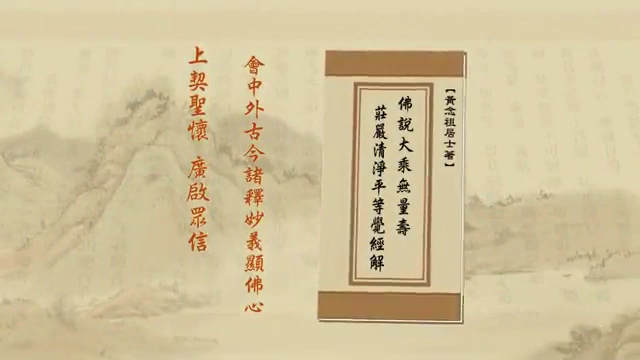 【黃念祖居士著】
佛說大乘無量壽
莊嚴清淨平等覺經解
會中外古今諸釋妙義顯佛心
上契聖懷 廣啟眾信